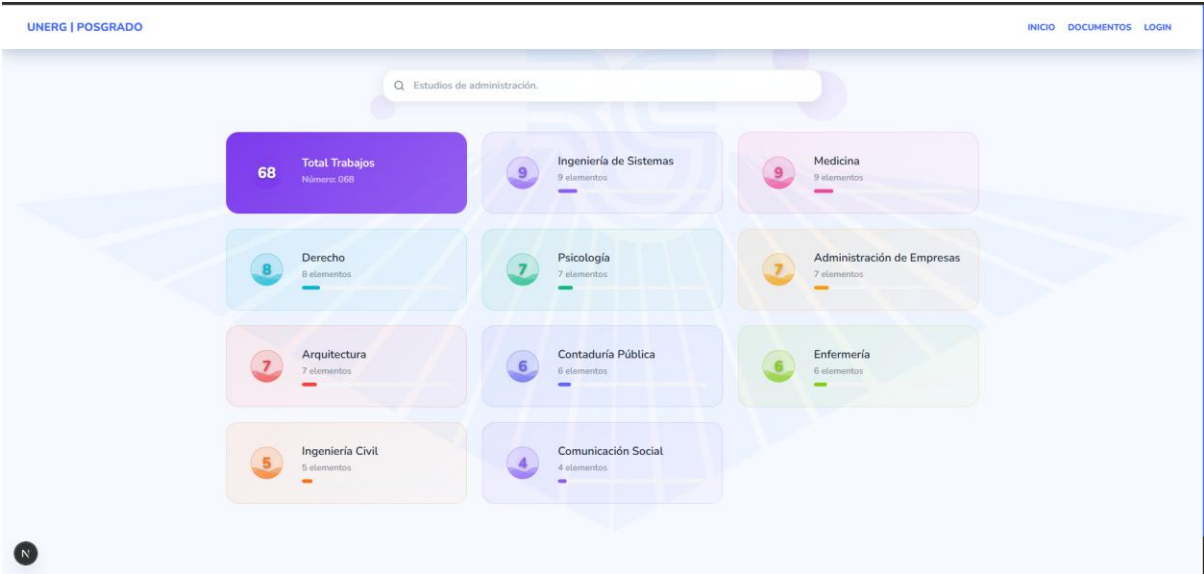 UNERG | POSGRADO
INICIO DOCUMENTOS LOGIN
Estudios de administración.
68
Total Trabajos
Número: 068
9
Ingeniería de Sistemas
9 elementos
9
Medicina
9 elementos
8
Derecho
8 elementos
7
Psicología
7 elementos
7
Administración de Empresas
7 elementos
7
Arquitectura
7 elementos
6
Contaduría Pública
6 elementos
6
Enfermería
6 elementos
5
Ingeniería Civil
5 elementos
4
Comunicación Social
4 elementos
N